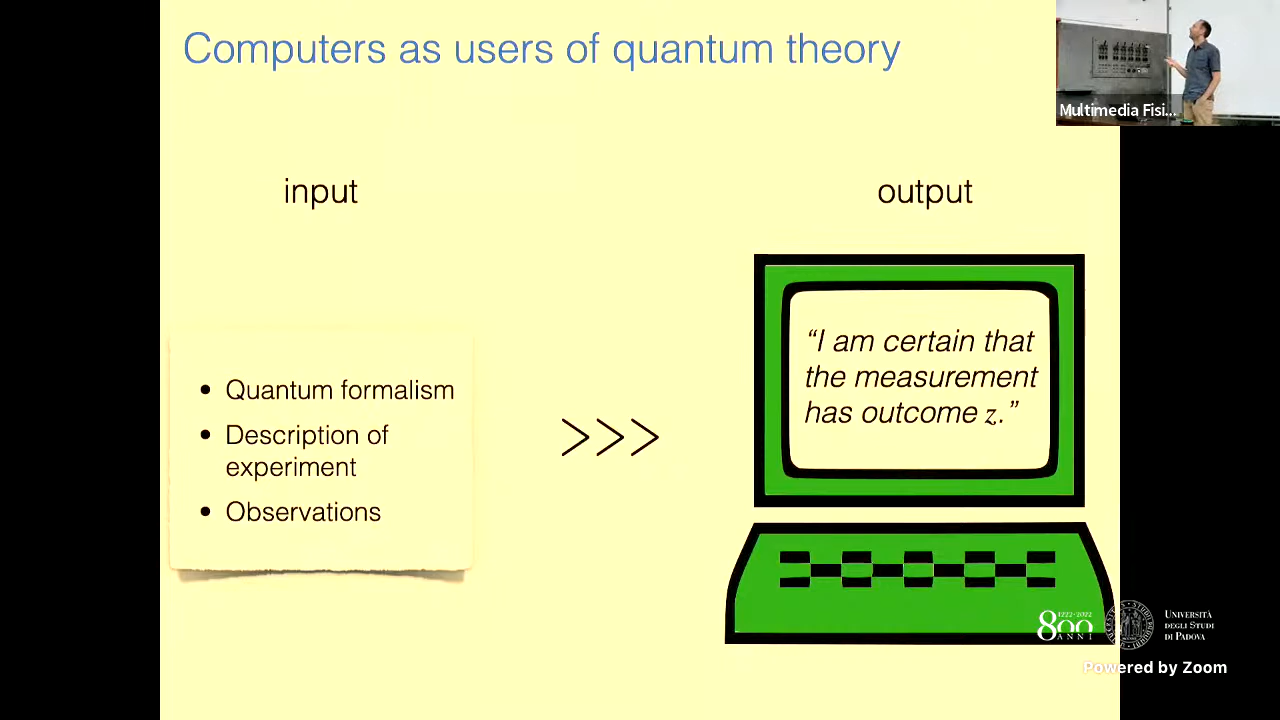 Computers as users of quantum theory
Multimedia Fisi...
input
output
• Quantum formalism
• Description of
experiment
• Observations
>>>
“I am certain that
the measurement
has outcome z.”
1222-2022
800
ANNI
UNIVERSITÀ
DEGLI STUDI
DI PADOVA
Powered by Zoom